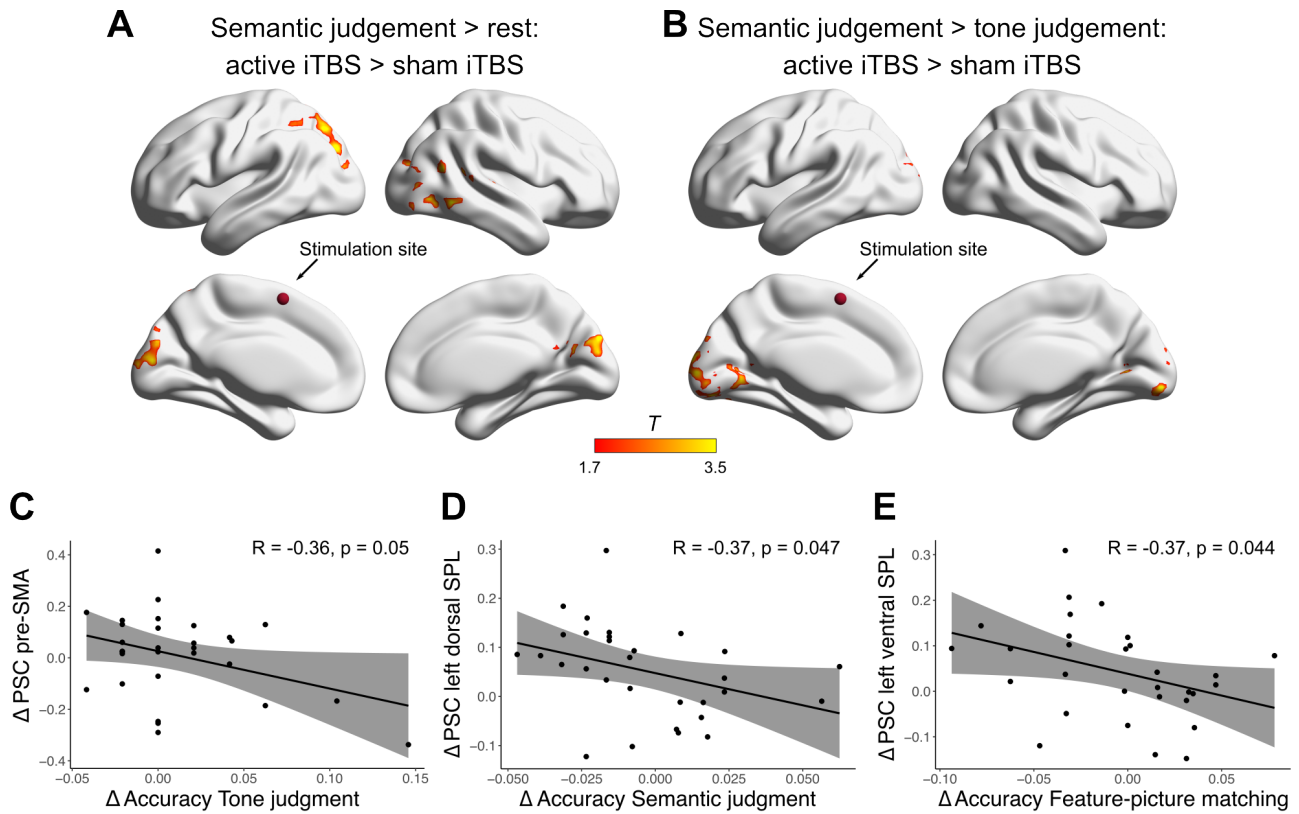 A
Semantic judgement > rest:
active iTBS > sham iTBS
B
Semantic judgement > tone judgement:
active iTBS > sham iTBS
Stimulation site
Stimulation site
T
1.7
3.5
C
R = -0.36, p = 0.05
Δ PSC pre-SMA
0.4
0.2
0.0
−0.2
−0.4
−0.05
0.00
0.05
0.10
0.15
Δ Accuracy Tone judgment
D
R = -0.37, p = 0.047
Δ PSC left dorsal SPL
0.3
0.2
0.1
0.0
−0.1
−0.050
−0.025
0.000
0.025
0.050
Δ Accuracy Semantic judgment
E
R = -0.37, p = 0.044
Δ PSC left ventral SPL
0.3
0.2
0.1
0.0
−0.1
−0.10
−0.05
0.00
0.05
Δ Accuracy Feature-picture matching